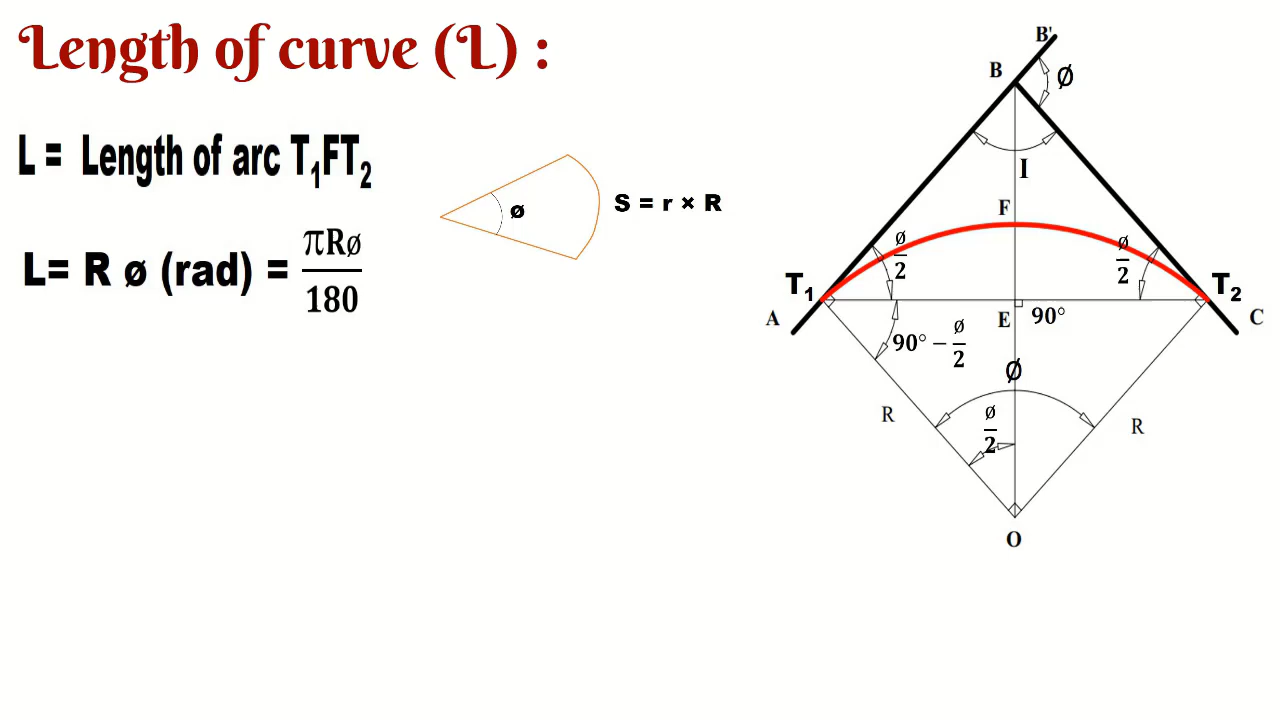 Length of curve (L) :
L = Length of arc T₁FT₂
L= R ø (rad) = πRø/180
ø
S = r × R
B'
B
Ø
I
F
ø/2
ø/2
T₁
T₂
A
E
90°
C
90° − ø/2
Ø
ø/2
R
R
O